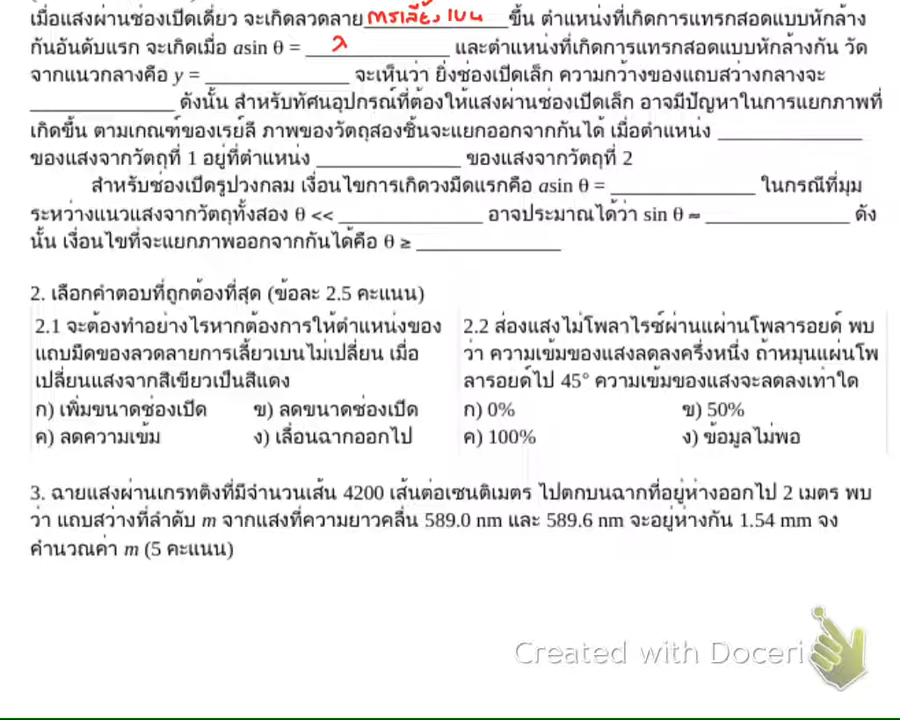 เมื่อแสงผ่านช่องเปิดเดี่ยว จะเกิดลวดลาย การเลี้ยวเบน ขึ้น ตำแหน่งที่เกิดการแทรกสอดแบบหักล้าง
กันอันดับแรก จะเกิดเมื่อ asin θ = λ และตำแหน่งที่เกิดการแทรกสอดแบบหักล้างกัน วัด
จากแนวกลางคือ y = ______________ จะเห็นว่า ยิ่งช่องเปิดเล็ก ความกว้างของแถบสว่างกลางจะ
______________ ดังนั้น สำหรับทัศนอุปกรณ์ที่ต้องให้แสงผ่านช่องเปิดเล็ก อาจมีปัญหาในการแยกภาพที่
เกิดขึ้น ตามเกณฑ์ของเรย์ลี ภาพของวัตถุสองชิ้นจะแยกออกจากกันได้ เมื่อตำแหน่ง ______________
ของแสงจากวัตถุที่ 1 อยู่ที่ตำแหน่ง ______________ ของแสงจากวัตถุที่ 2
สำหรับช่องเปิดรูปวงกลม เงื่อนไขการเกิดวงมืดแรกคือ asin θ = ______________ ในกรณีที่มุม
ระหว่างแนวแสงจากวัตถุทั้งสอง θ << ______________ อาจประมาณได้ว่า sin θ ≈ ______________ ดัง
นั้น เงื่อนไขที่จะแยกภาพออกจากกันได้คือ θ ≥ ______________
2. เลือกคำตอบที่ถูกต้องที่สุด (ข้อละ 2.5 คะแนน)
2.1 จะต้องทำอย่างไรหากต้องการให้ตำแหน่งของ
แถบมืดของลวดลายการเลี้ยวเบนไม่เปลี่ยน เมื่อ
เปลี่ยนแสงจากสีเขียวเป็นสีแดง
ก) เพิ่มขนาดช่องเปิด ข) ลดขนาดช่องเปิด
ค) ลดความเข้ม ง) เลื่อนฉากออกไป
2.2 ส่องแสงไม่โพลาไรซ์ผ่านแผ่นโพลารอยด์ พบ
ว่า ความเข้มของแสงลดลงครึ่งหนึ่ง ถ้าหมุนแผ่นโพ
ลารอยด์ไป 45° ความเข้มของแสงจะลดลงเท่าใด
ก) 0% ข) 50%
ค) 100% ง) ข้อมูลไม่พอ
3. ฉายแสงผ่านเกรทติงที่มีจำนวนเส้น 4200 เส้นต่อเซนติเมตร ไปตกบนฉากที่อยู่ห่างออกไป 2 เมตร พบ
ว่า แถบสว่างที่ลำดับ m จากแสงที่ความยาวคลื่น 589.0 nm และ 589.6 nm จะอยู่ห่างกัน 1.54 mm จง
คำนวณค่า m (5 คะแนน)
Created with Doceri